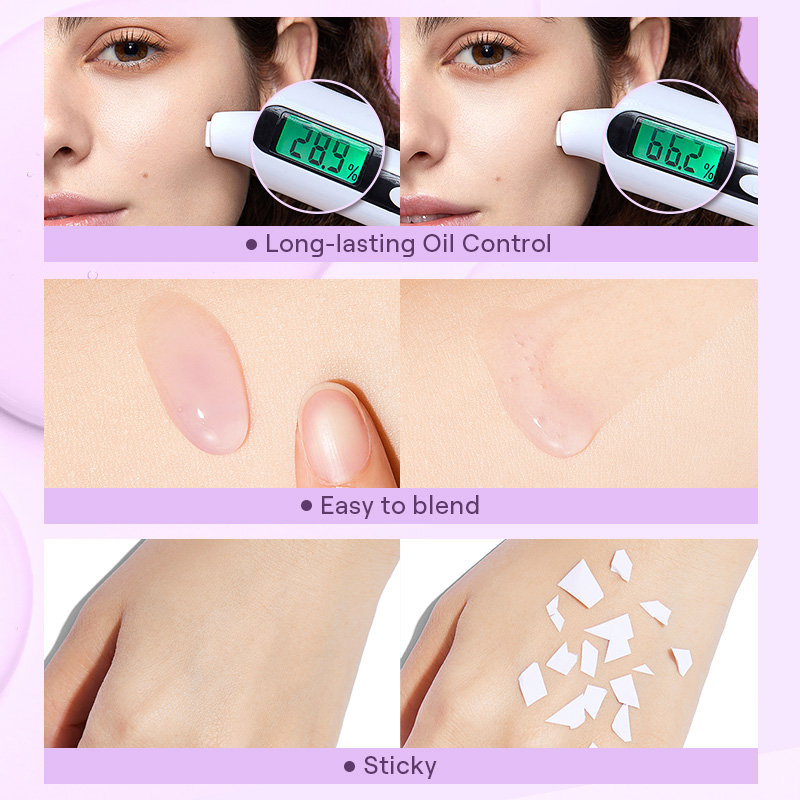 28.9%
66.2%
• Long-lasting Oil Control
• Easy to blend
• Sticky